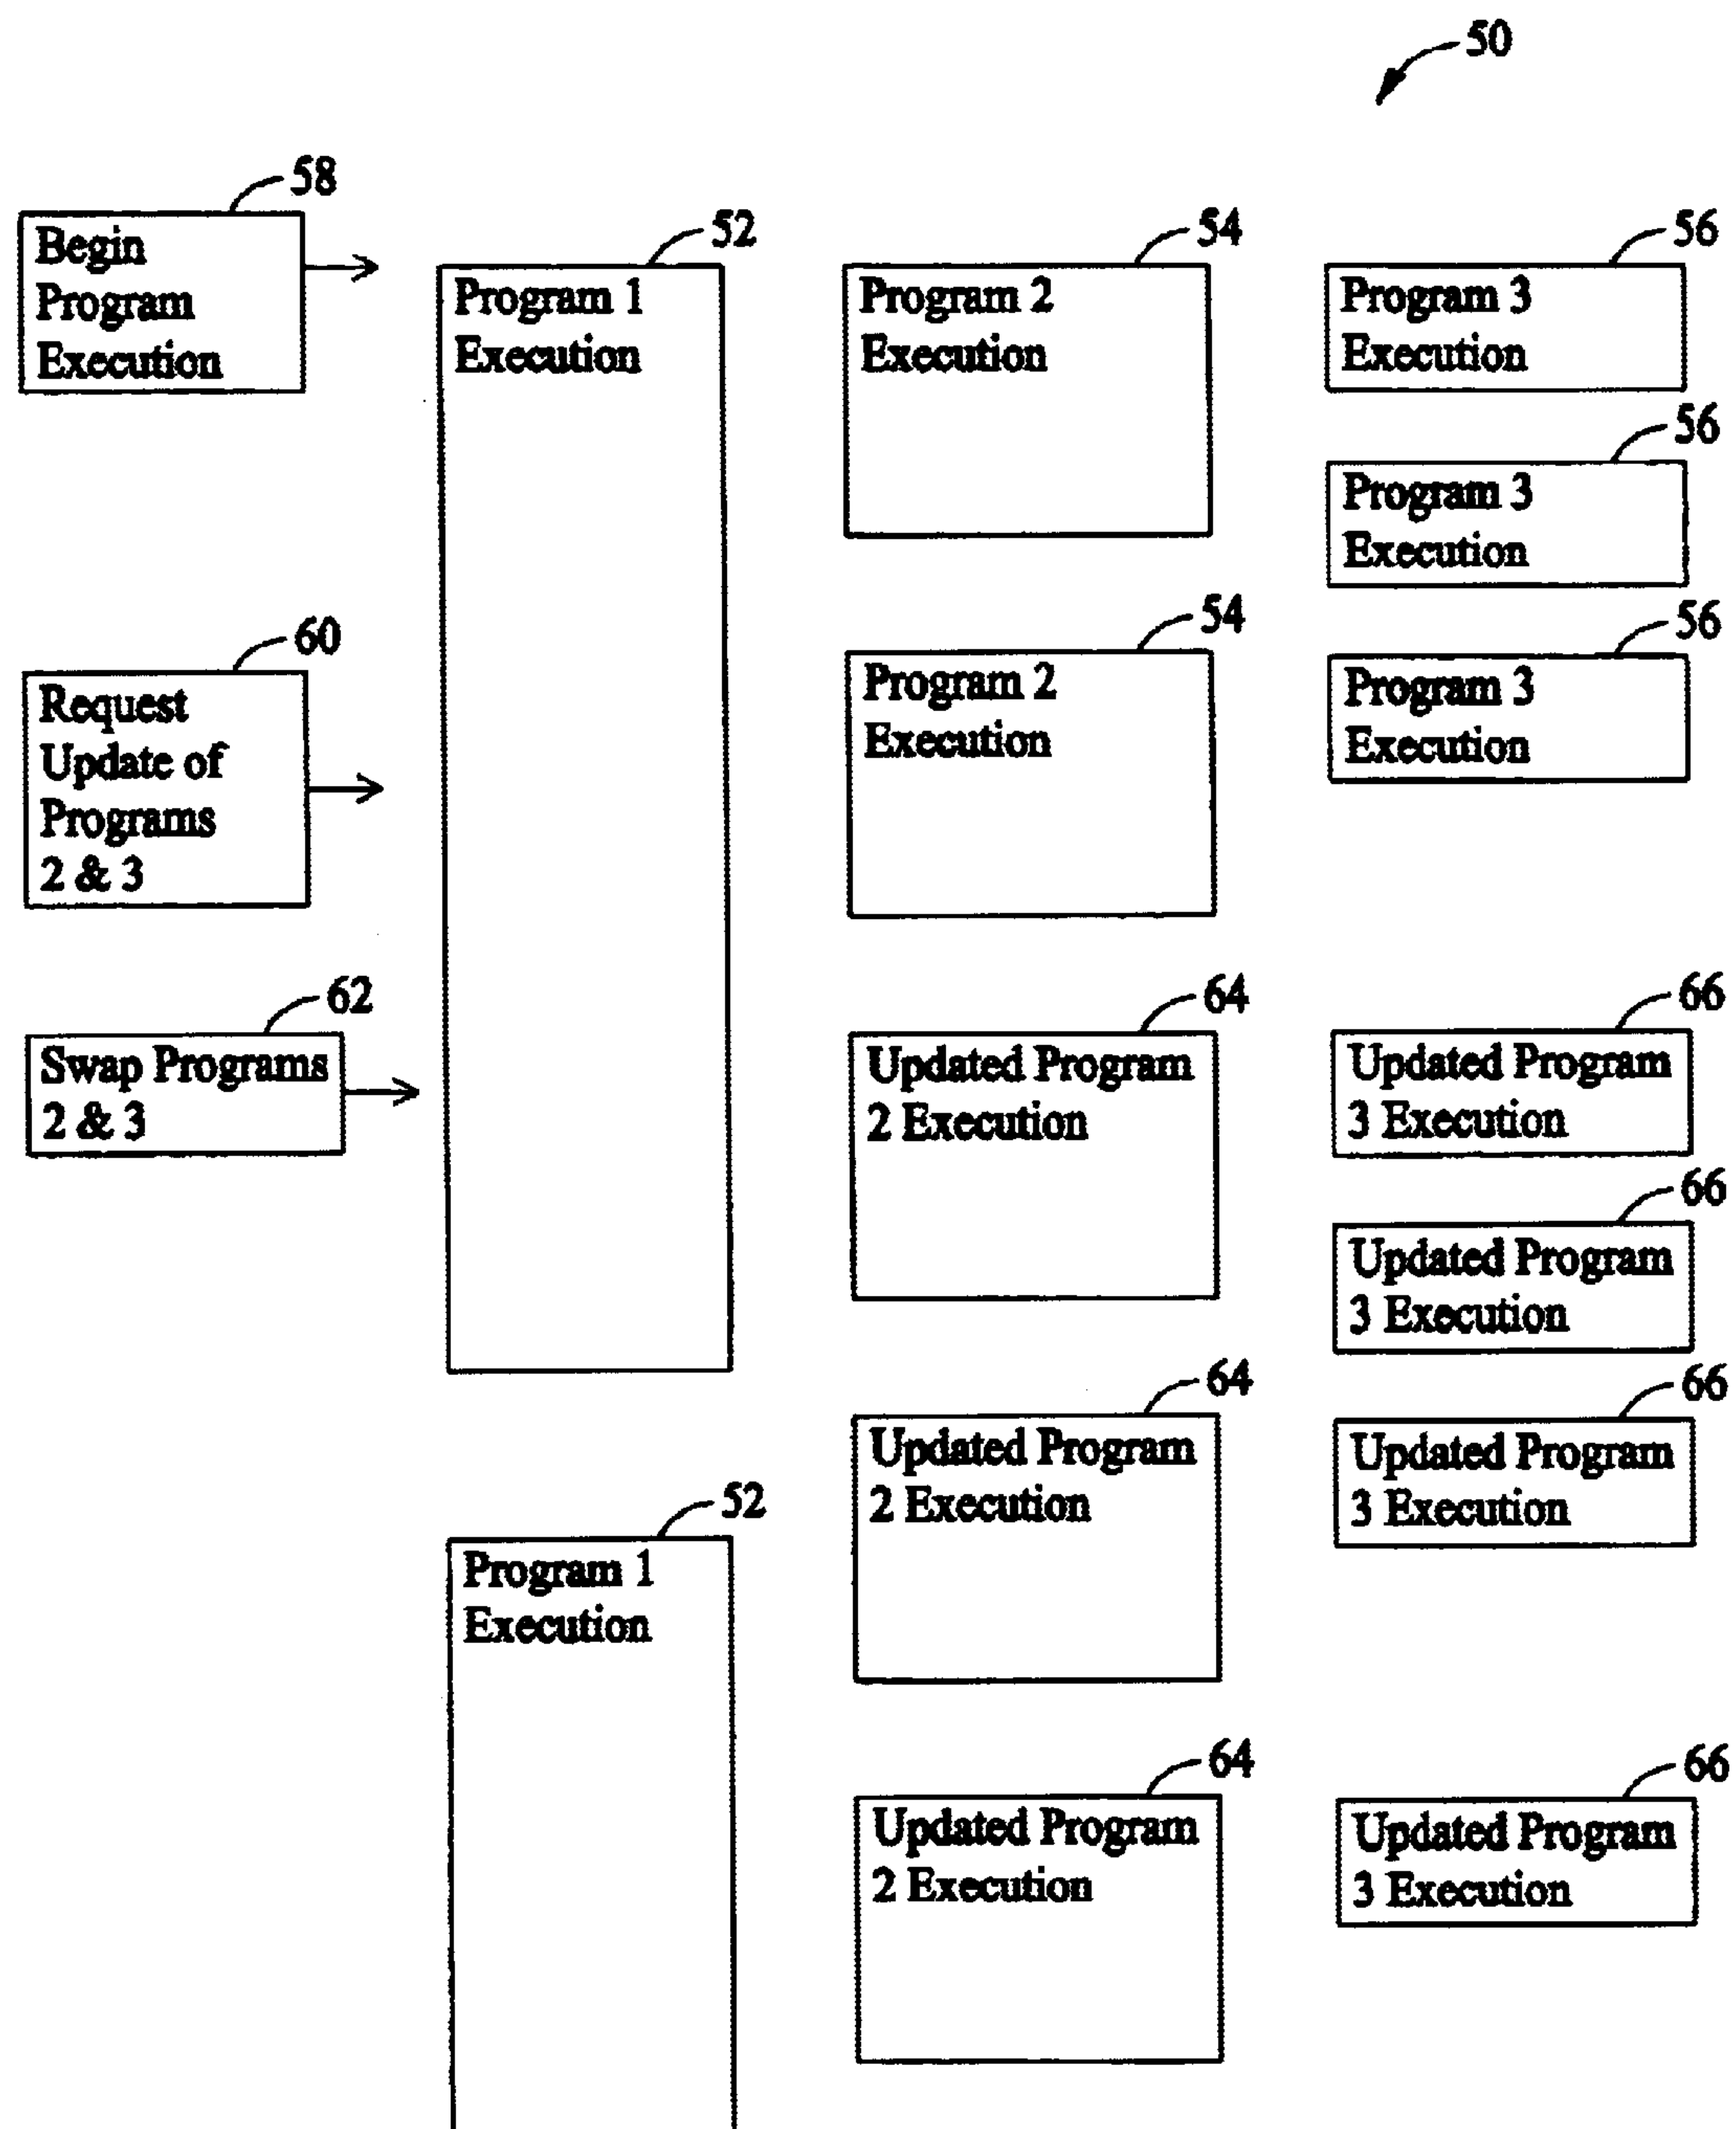 50
58
Begin
Program
Execution
52
Program 1
Execution
54
Program 2
Execution
56
Program 3
Execution
56
Program 3
Execution
60
Request
Update of
Programs
2 & 3
54
Program 2
Execution
56
Program 3
Execution
62
Swap Programs
2 & 3
64
Updated Program
2 Execution
66
Updated Program
3 Execution
66
Updated Program
3 Execution
64
Updated Program
2 Execution
66
Updated Program
3 Execution
52
Program 1
Execution
64
Updated Program
2 Execution
66
Updated Program
3 Execution